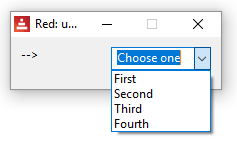 Red: u...
-->
Choose one
First
Second
Third
Fourth